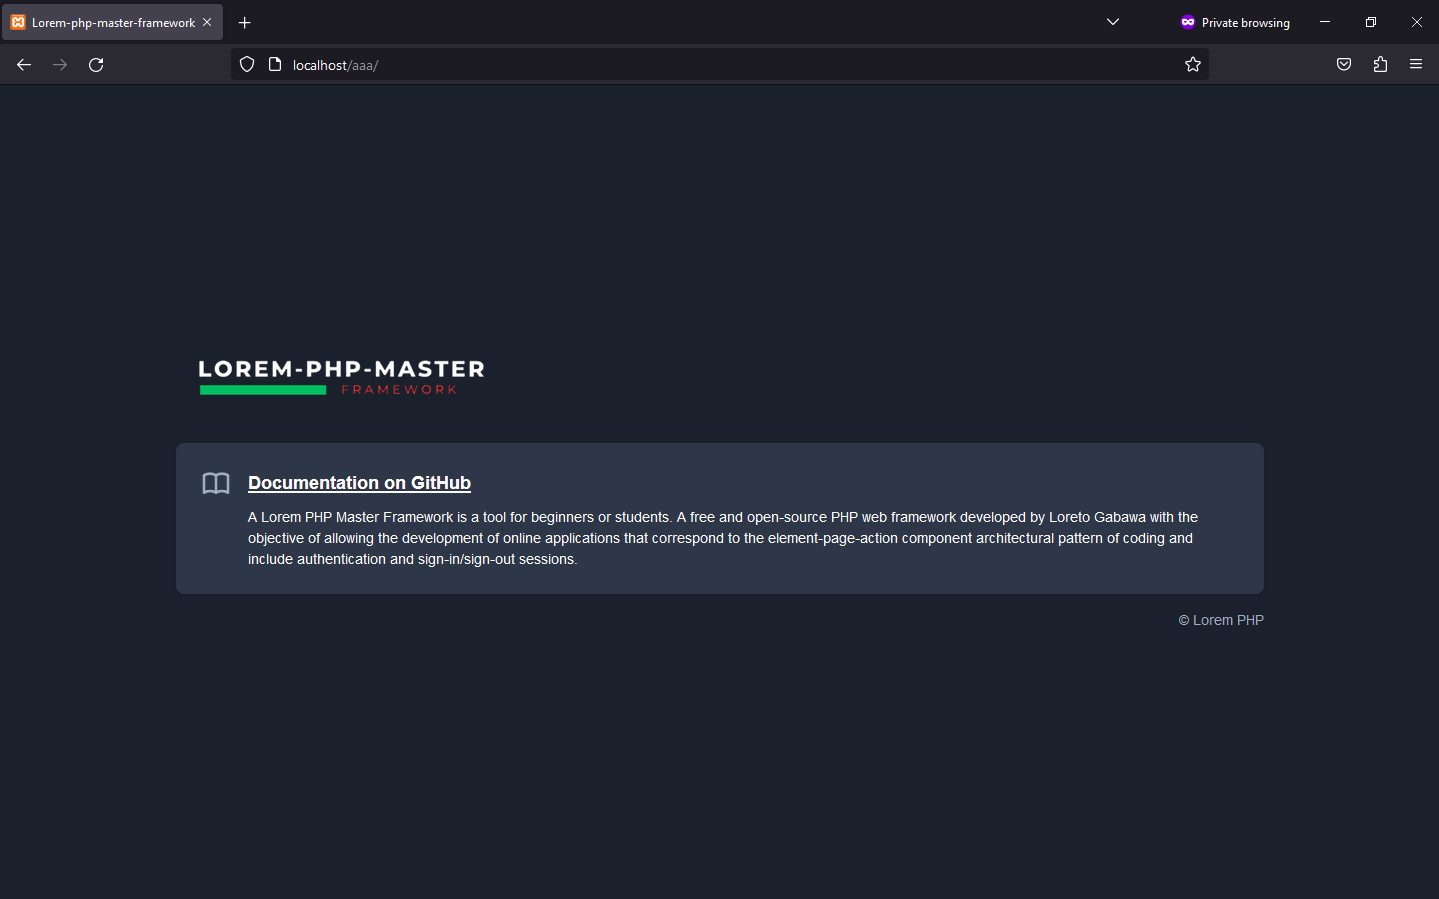 Lorem-php-master-framework
Private browsing
localhost/aaa/
LOREM-PHP-MASTER
FRAMEWORK
Documentation on GitHub
A Lorem PHP Master Framework is a tool for beginners or students. A free and open-source PHP web framework developed by Loreto Gabawa with the
objective of allowing the development of online applications that correspond to the element-page-action component architectural pattern of coding and
include authentication and sign-in/sign-out sessions.
© Lorem PHP